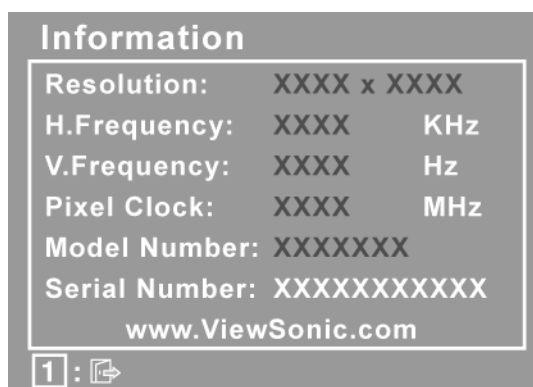 Information
Resolution: XXXX x XXXX
H.Frequency: XXXX KHz
V.Frequency: XXXX Hz
Pixel Clock: XXXX MHz
Model Number: XXXXXXX
Serial Number: XXXXXXXXXXX
www.ViewSonic.com
1 :